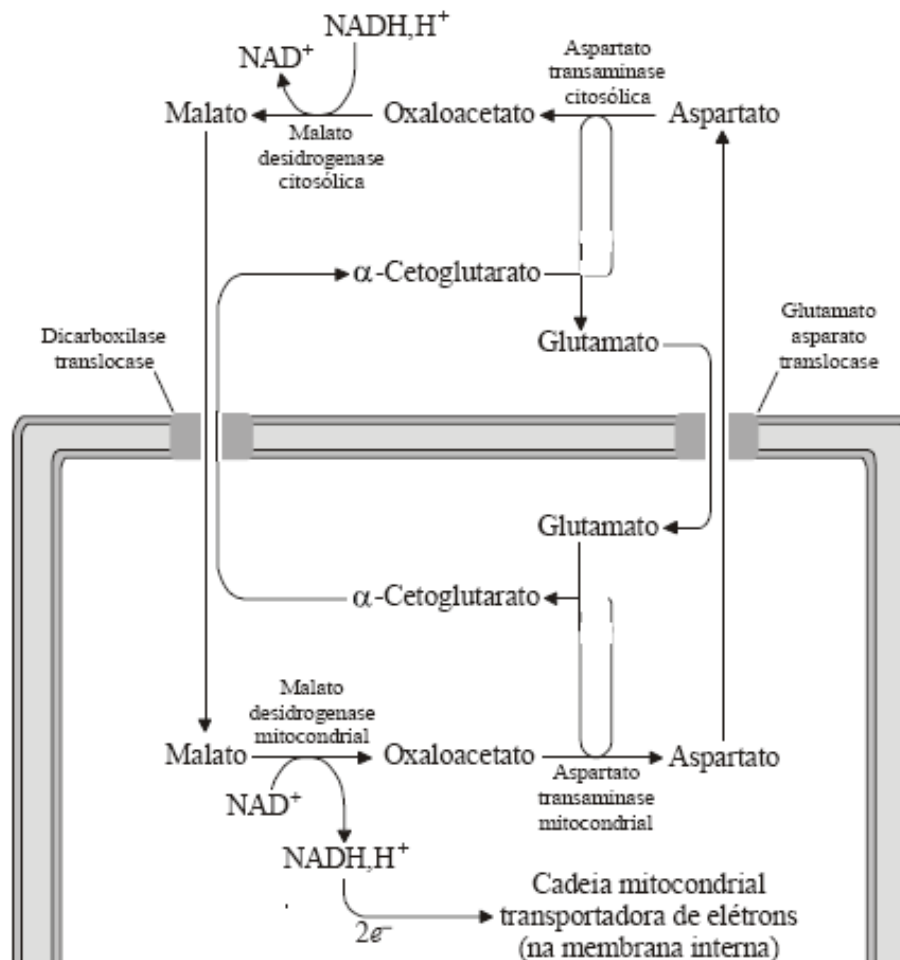 NADH,H⁺
NAD⁺
Aspartato
transaminase
citosólica
Malato
Oxaloacetato
Aspartato
Malato
desidrogenase
citosólica
α-Cetoglutarato
Glutamato
Dicarboxilase
translocase
Glutamato
asparato
translocase
Glutamato
α-Cetoglutarato
Malato
desidrogenase
mitocondrial
Malato
Oxaloacetato
Aspartato
Aspartato
transaminase
mitocondrial
NAD⁺
NADH,H⁺
2e⁻
Cadeia mitocondrial
transportadora de elétrons
(na membrana interna)